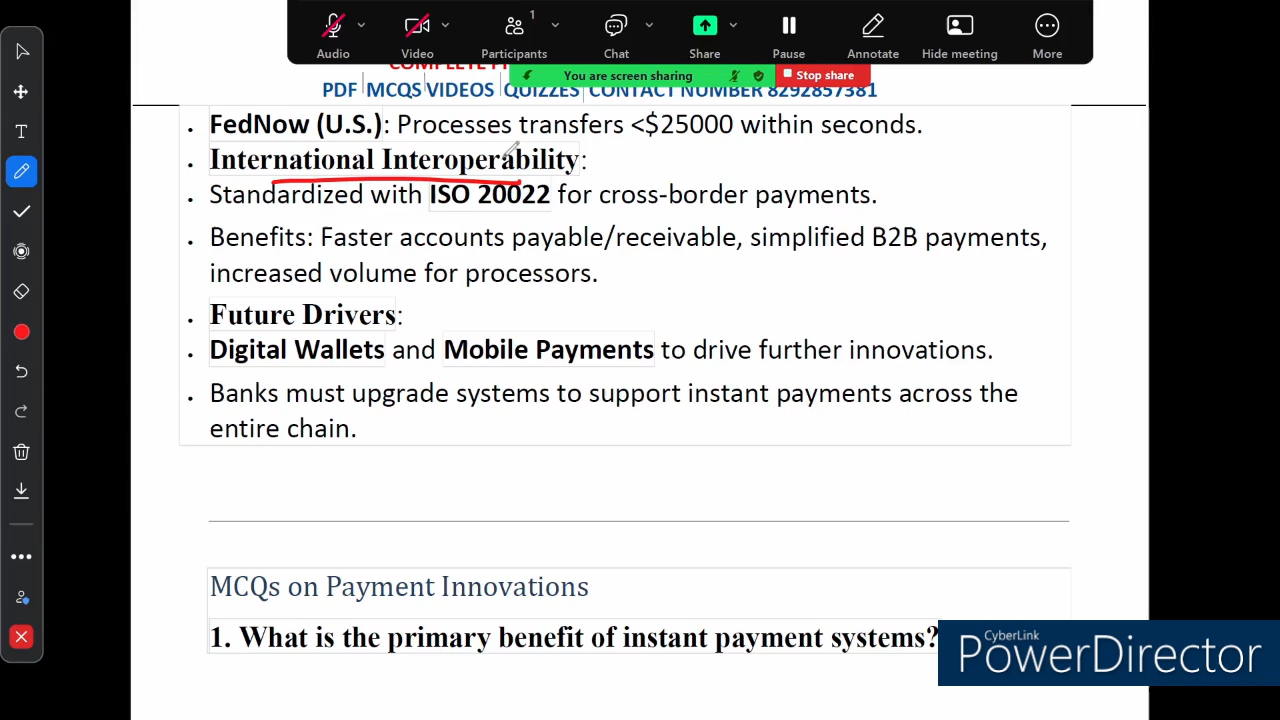 1
Audio
Video
Participants
Chat
Share
Pause
Annotate
Hide meeting
More
You are screen sharing
Stop share
PDF MCQS VIDEOS QUIZZES CONTACT NUMBER 8292857381
• FedNow (U.S.): Processes transfers <$25000 within seconds.
• International Interoperability:
• Standardized with ISO 20022 for cross-border payments.
• Benefits: Faster accounts payable/receivable, simplified B2B payments,
increased volume for processors.
• Future Drivers:
• Digital Wallets and Mobile Payments to drive further innovations.
• Banks must upgrade systems to support instant payments across the
entire chain.
MCQs on Payment Innovations
1. What is the primary benefit of instant payment systems?
CyberLink
PowerDirector